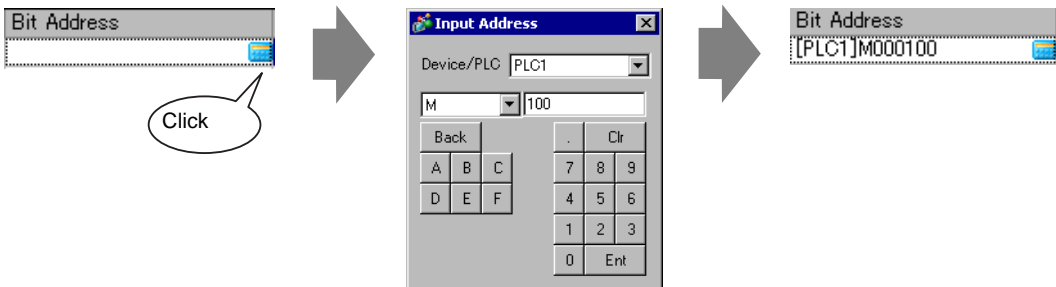 Bit Address
Click
Input Address
Device/PLC PLC1
M 100
Back . Clr
A B C 7 8 9
D E F 4 5 6
1 2 3
0 Ent
Bit Address
[PLC1]M000100